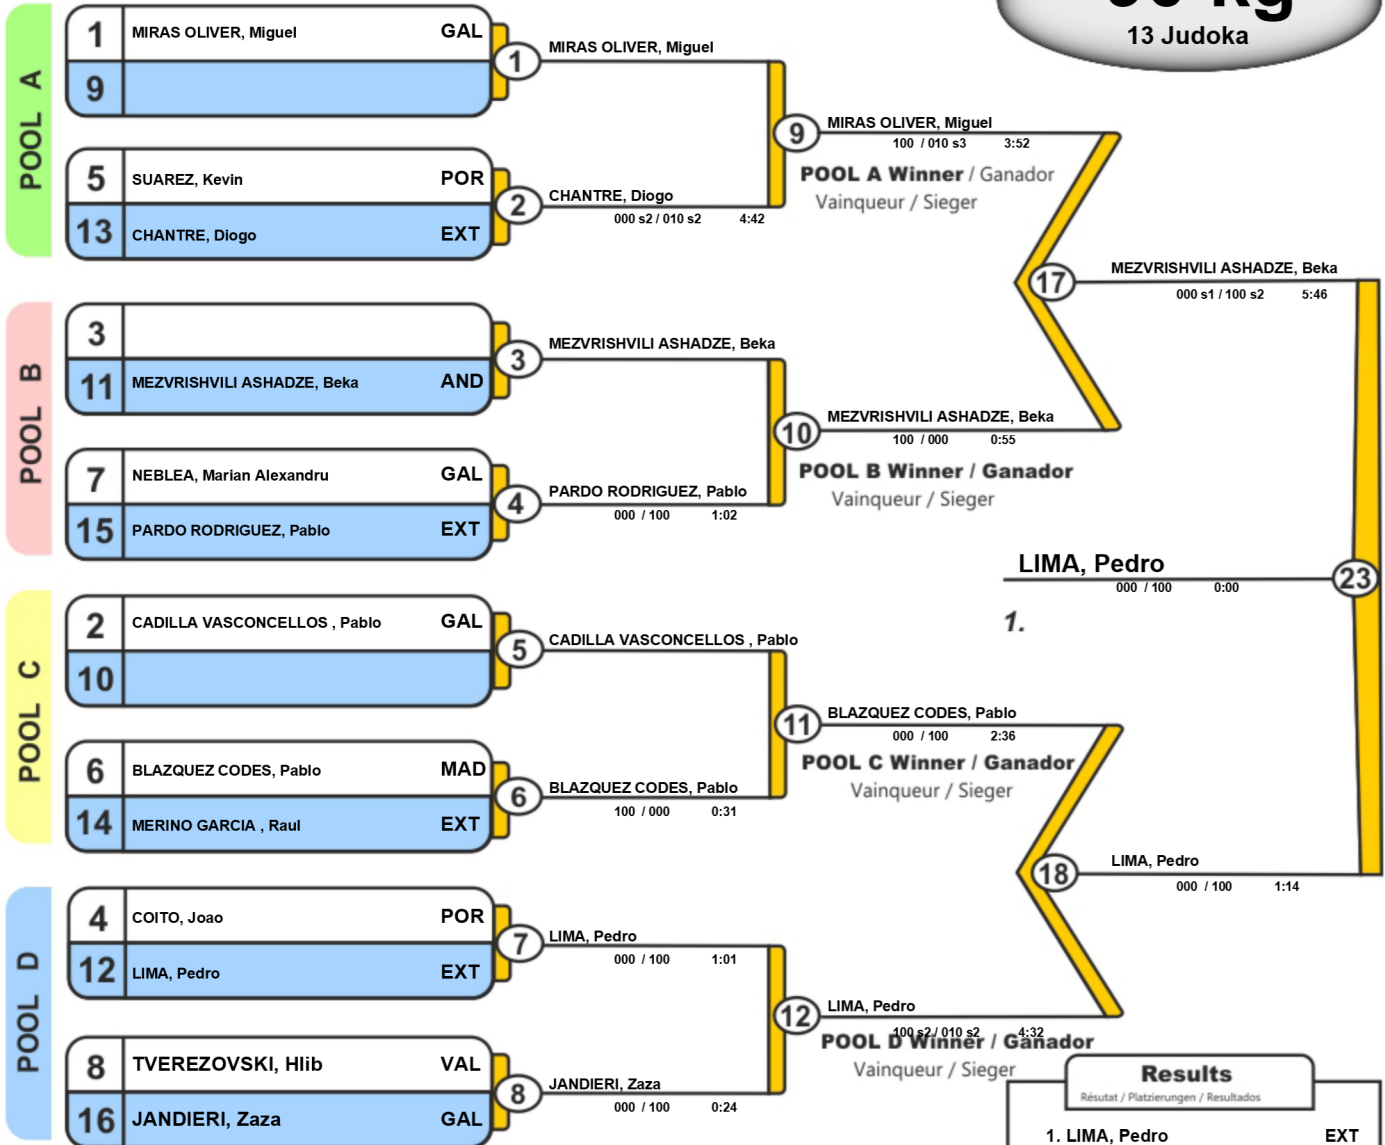 kg
13 Judoka
POOL A
1 MIRAS OLIVER, Miguel GAL
9
1
MIRAS OLIVER, Miguel
5 SUAREZ, Kevin POR
13 CHANTRE, Diogo EXT
2
CHANTRE, Diogo
000 s2 / 010 s2 4:42
9
MIRAS OLIVER, Miguel
100 / 010 s3 3:52
POOL A Winner / Ganador
Vainqueur / Sieger
POOL B
3
11 MEZVRISHVILI ASHADZE, Beka AND
3
MEZVRISHVILI ASHADZE, Beka
7 NEBLEA, Marian Alexandru GAL
15 PARDO RODRIGUEZ, Pablo EXT
4
PARDO RODRIGUEZ, Pablo
000 / 100 1:02
10
MEZVRISHVILI ASHADZE, Beka
100 / 000 0:55
POOL B Winner / Ganador
Vainqueur / Sieger
17
MEZVRISHVILI ASHADZE, Beka
000 s1 / 100 s2 5:46
POOL C
2 CADILLA VASCONCELLOS , Pablo GAL
10
5
CADILLA VASCONCELLOS , Pablo
6 BLAZQUEZ CODES, Pablo MAD
14 MERINO GARCIA , Raul EXT
6
BLAZQUEZ CODES, Pablo
100 / 000 0:31
11
BLAZQUEZ CODES, Pablo
000 / 100 2:36
POOL C Winner / Ganador
Vainqueur / Sieger
POOL D
4 COITO, Joao POR
12 LIMA, Pedro EXT
7
LIMA, Pedro
000 / 100 1:01
8 TVEREZOVSKI, Hlib VAL
16 JANDIERI, Zaza GAL
8
JANDIERI, Zaza
000 / 100 0:24
12
LIMA, Pedro
100 s2 / 010 s2 4:32
POOL D Winner / Ganador
Vainqueur / Sieger
18
LIMA, Pedro
000 / 100 1:14
LIMA, Pedro
23
000 / 100 0:00
1.
Results
Résutat / Platzierungen / Resultados
1. LIMA, Pedro EXT